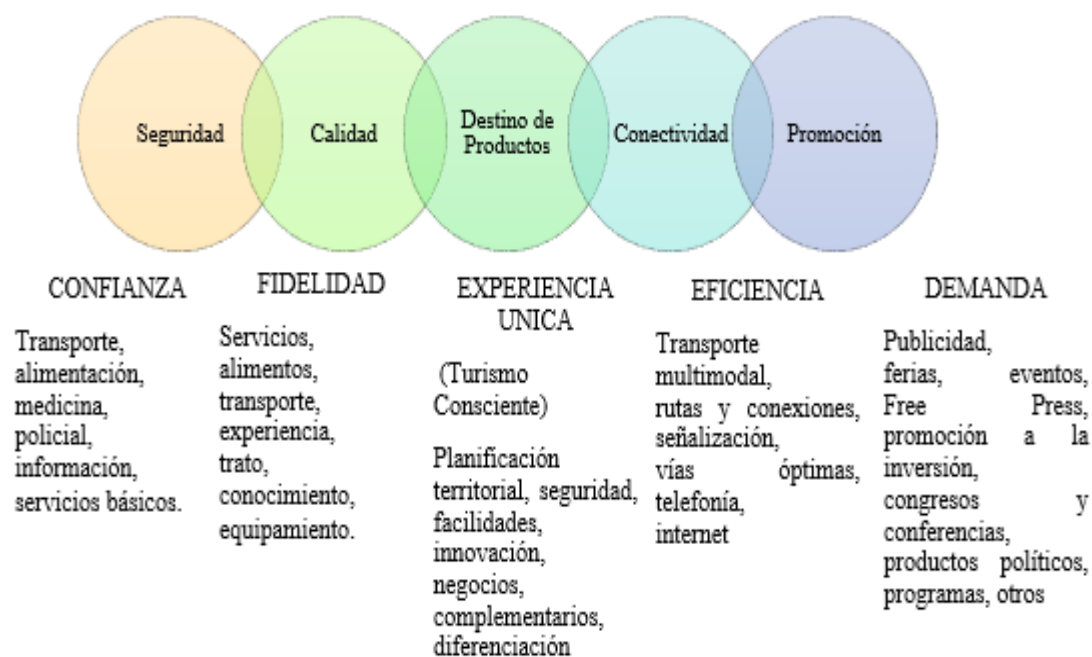 Seguridad
Calidad
Destino de
Productos
Conectividad
Promoción
CONFIANZA
Transporte,
alimentación,
medicina,
policial,
información,
servicios básicos.
FIDELIDAD
Servicios,
alimentos,
transporte,
experiencia,
trato,
conocimiento,
equipamiento.
EXPERIENCIA
UNICA
(Turismo
Consciente)
Planificación
territorial, seguridad,
facilidades,
innovación,
negocios,
complementarios,
diferenciación
EFICIENCIA
Transporte
multimodal,
rutas y conexiones,
señalización,
vías óptimas,
telefonía,
internet
DEMANDA
Publicidad,
ferias, eventos,
Free Press,
promoción a la
inversión,
congresos y
conferencias,
productos políticos,
programas, otros